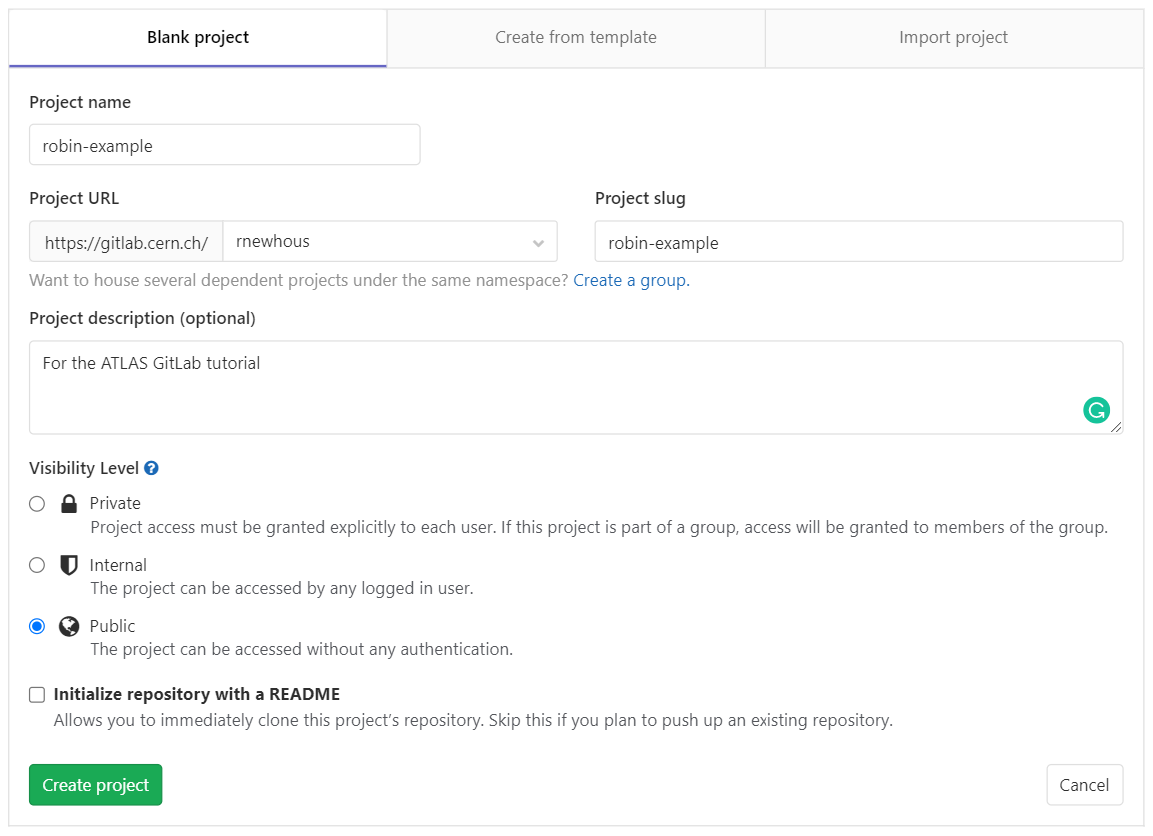 Blank project
Create from template
Import project
Project name
robin-example
Project URL
Project slug
https://gitlab.cern.ch/
rnewhous
robin-example
Want to house several dependent projects under the same namespace? Create a group.
Project description (optional)
For the ATLAS GitLab tutorial
Visibility Level
Private
Project access must be granted explicitly to each user. If this project is part of a group, access will be granted to members of the group.
Internal
The project can be accessed by any logged in user.
Public
The project can be accessed without any authentication.
Initialize repository with a README
Allows you to immediately clone this project’s repository. Skip this if you plan to push up an existing repository.
Create project
Cancel